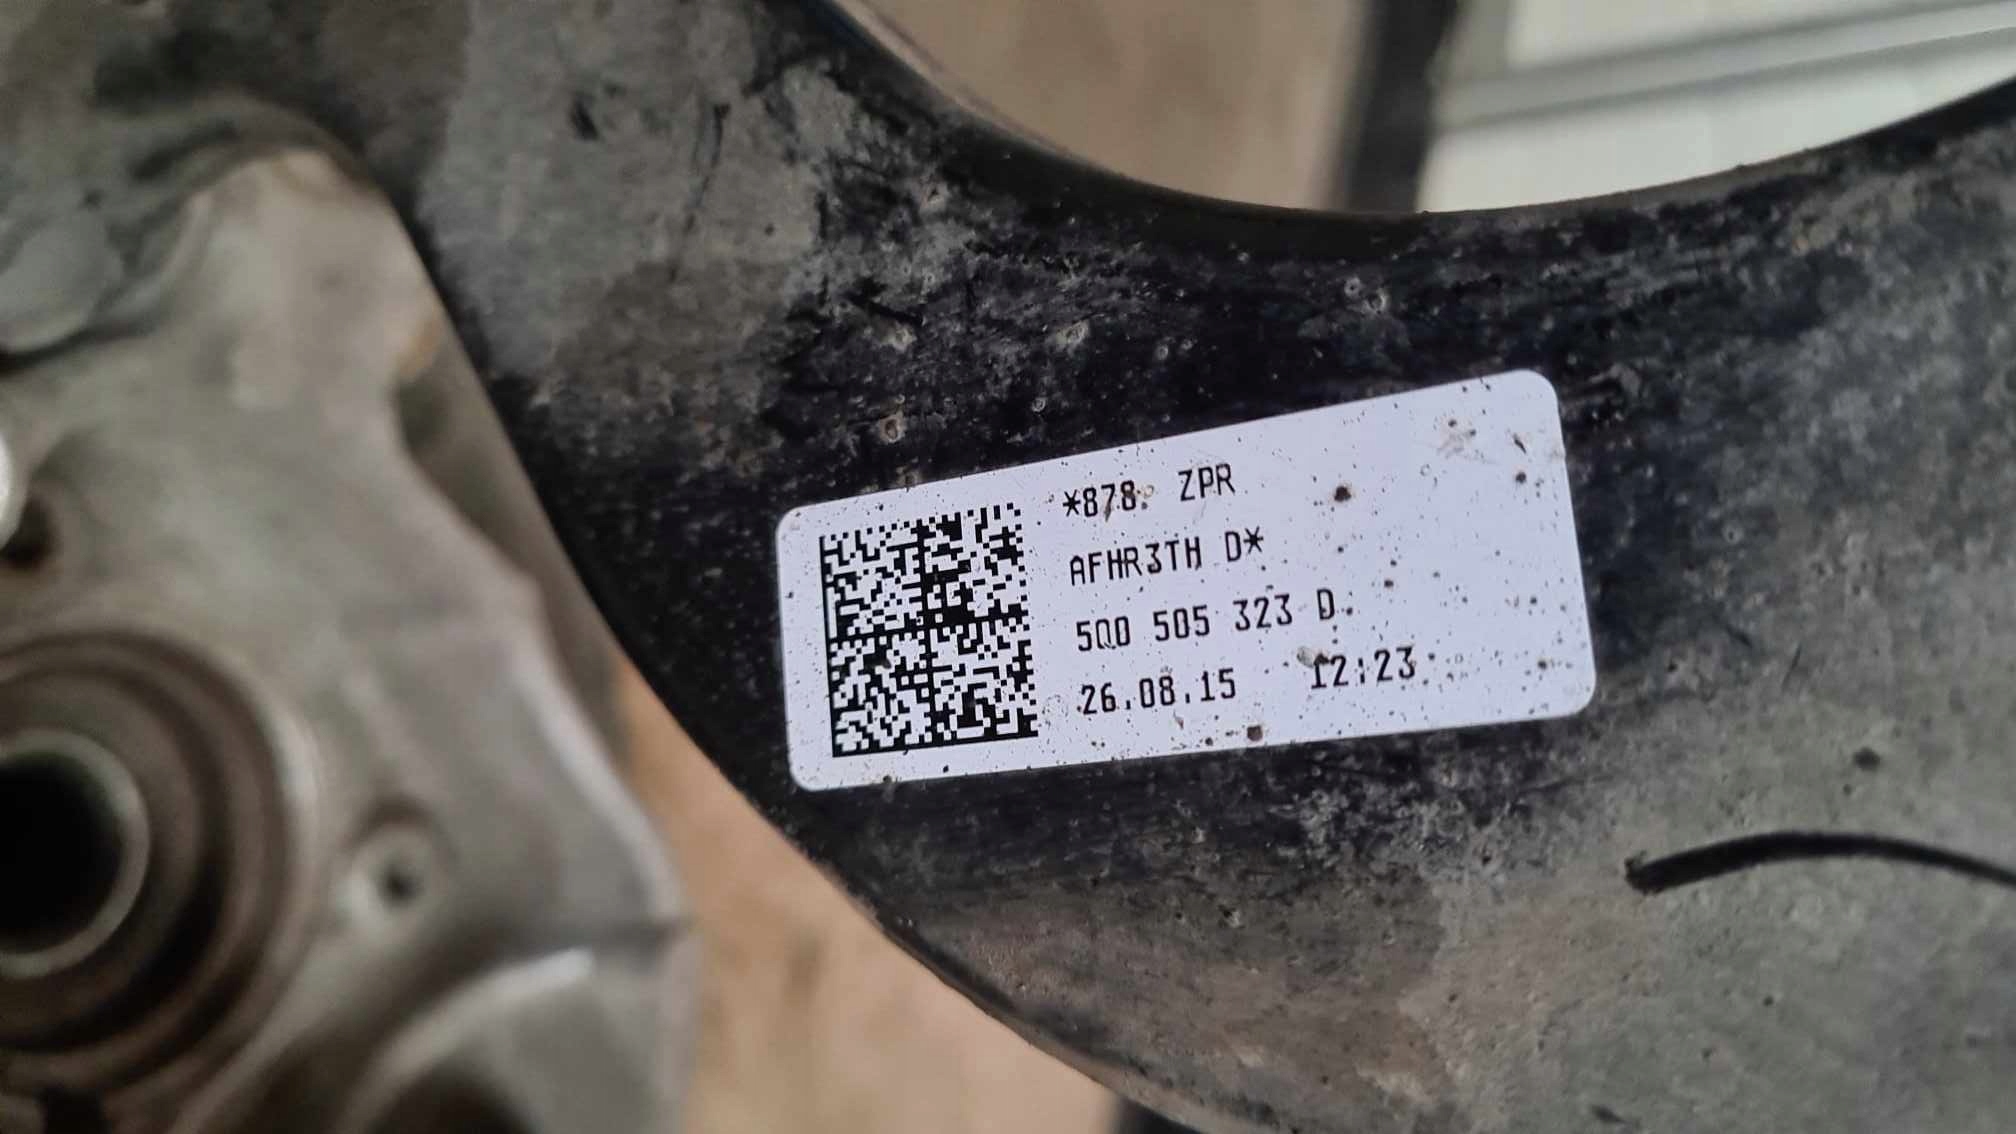 *878 ZPR
AFHR3TH D*
5Q0 505 323 D
26.08.15 12:23